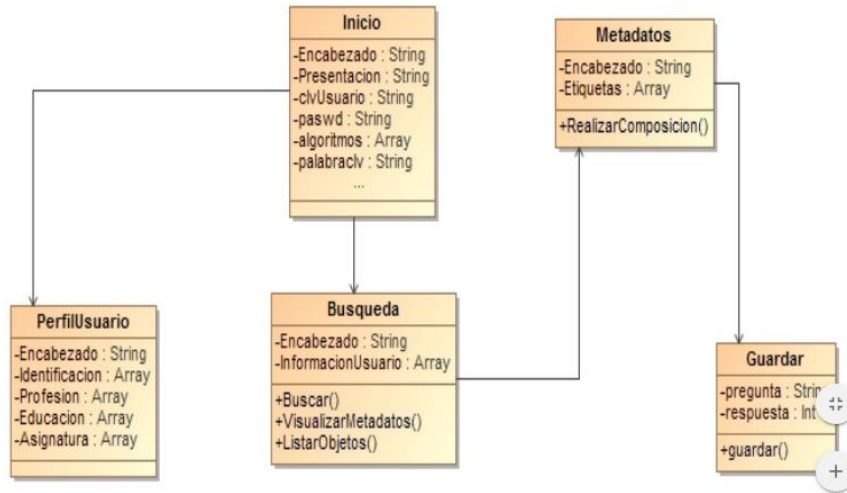 Inicio
-Encabezado : String
-Presentacion : String
-clvUsuario : String
-paswd : String
-algoritmos : Array
-palabraclv : String
...
Metadatos
-Encabezado : String
-Etiquetas : Array
+RealizarComposicion()
PerfilUsuario
-Encabezado : String
-Identificacion : Array
-Profesion : Array
-Educacion : Array
-Asignatura : Array
Busqueda
-Encabezado : String
-InformacionUsuario : Array
+Buscar()
+VisualizarMetadatos()
+ListarObjetos()
Guardar
-pregunta : Strin
-respuesta : Int
+guardar()